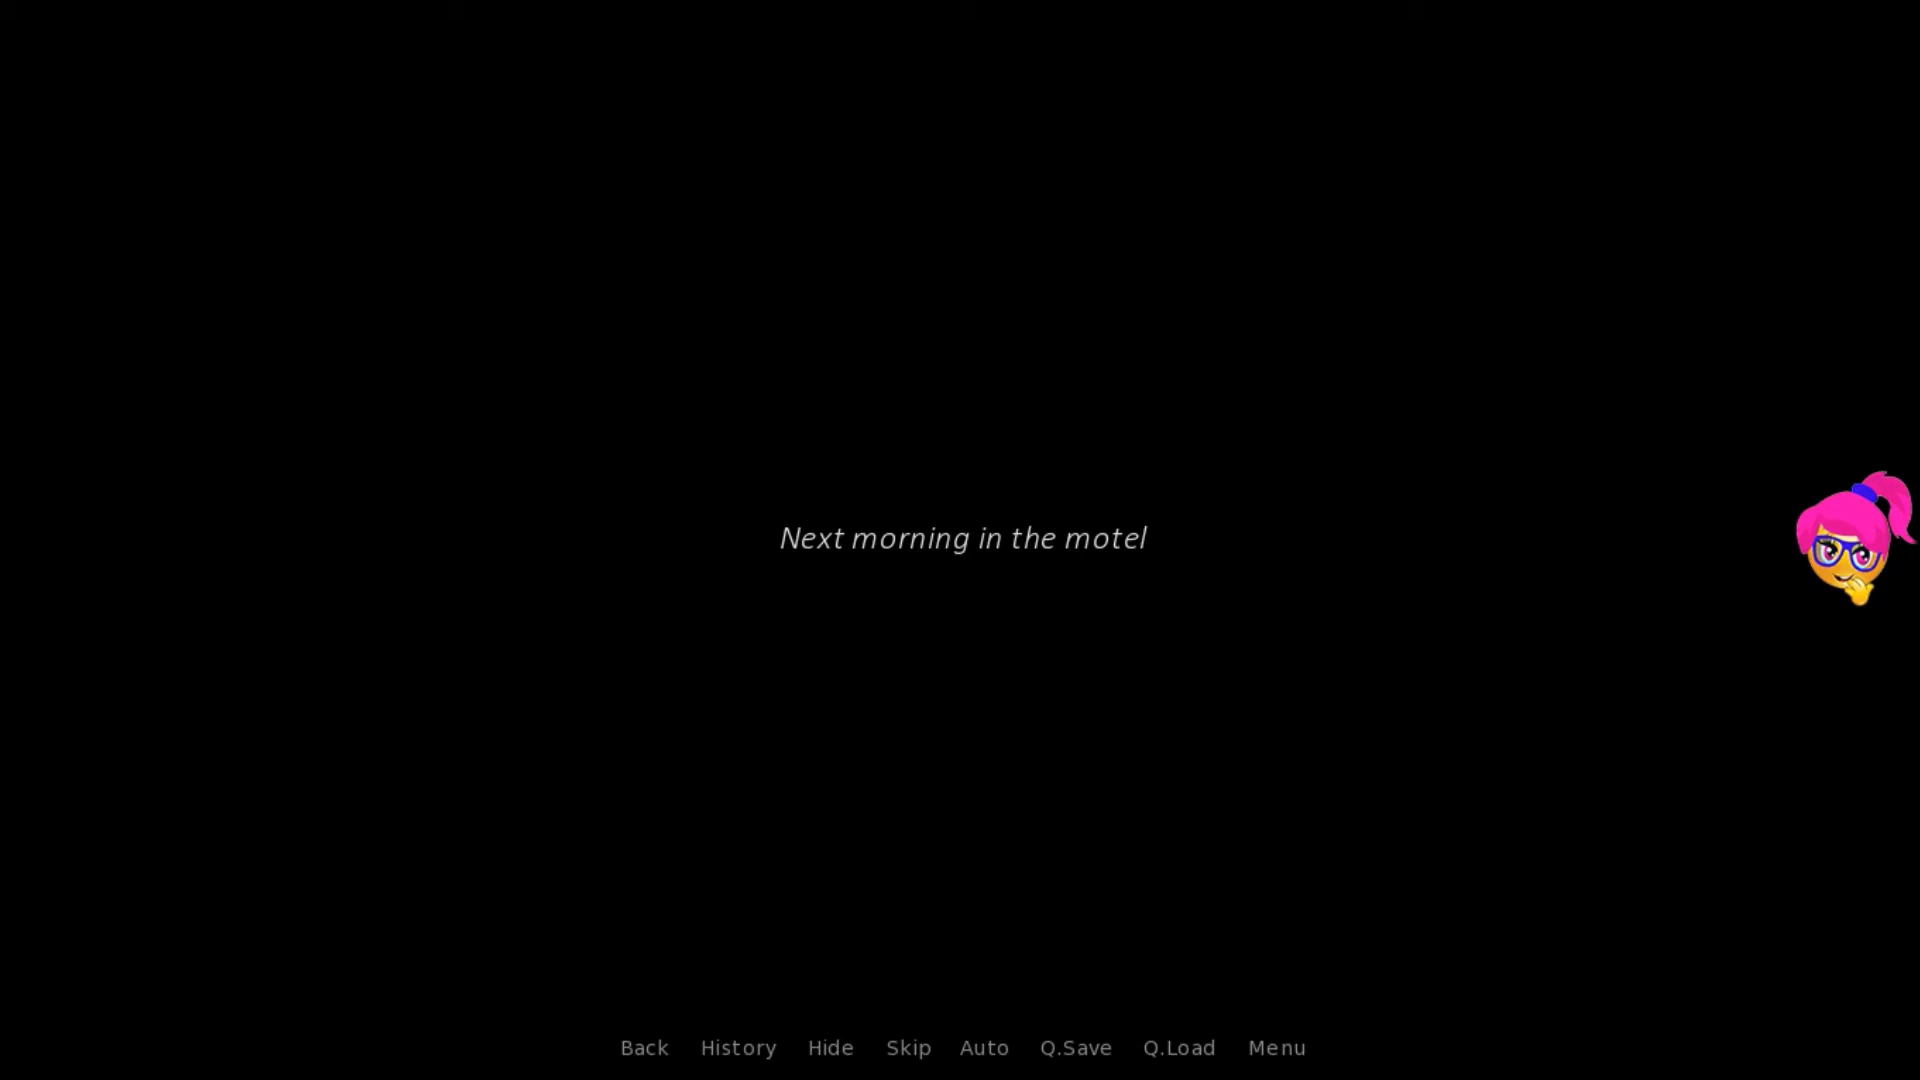 Next morning in the motel
Back History Hide Skip Auto Q.Save Q.Load Menu